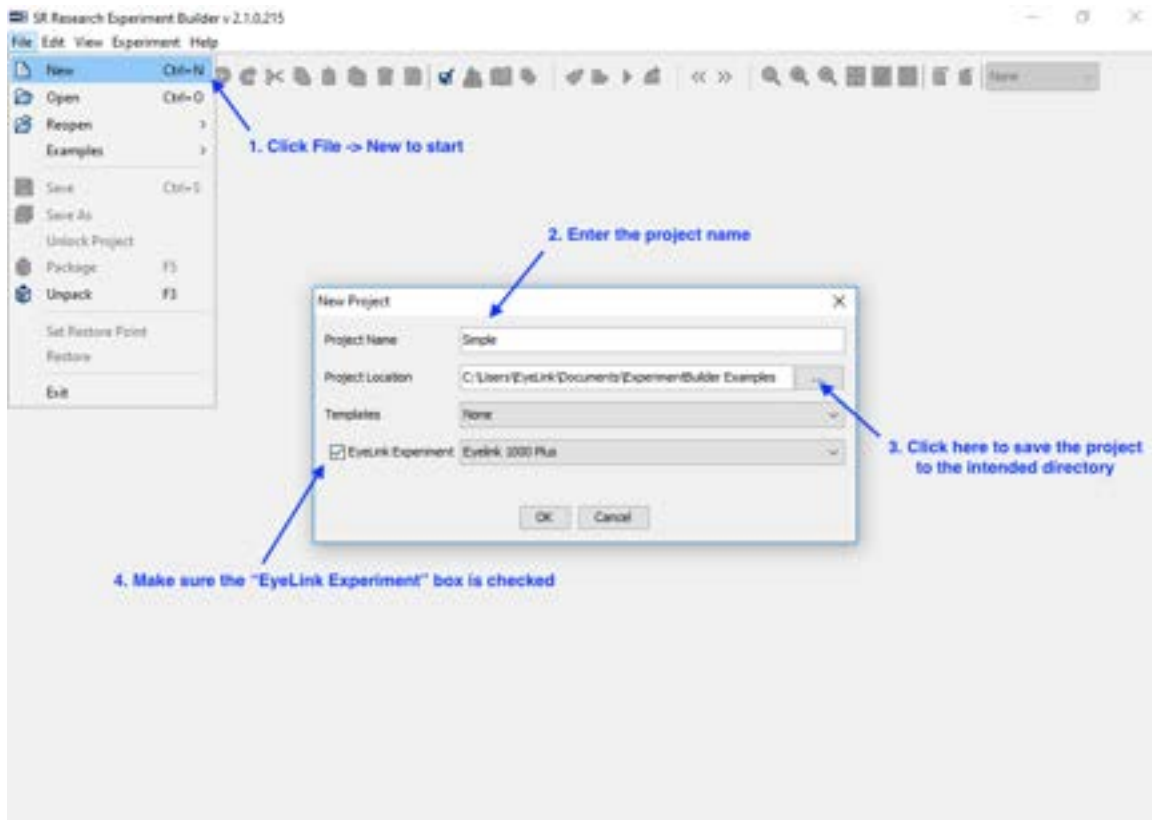 SR Research Experiment Builder v 2.1.0.215
File Edit View Experiment Help
New Ctrl+N
Open Ctrl+O
Reopen
Examples
Save Ctrl+S
Save As
Unlock Project
Package F5
Unpack F3
Set Restore Point
Restore
Exit
None
1. Click File -> New to start
2. Enter the project name
New Project
Project Name Simple
Project Location C:\Users\EyeLink\Documents\ExperimentBuilder Examples ...
Templates None
EyeLink Experiment Eyelink 1000 Plus
OK Cancel
3. Click here to save the project
to the intended directory
4. Make sure the “EyeLink Experiment” box is checked